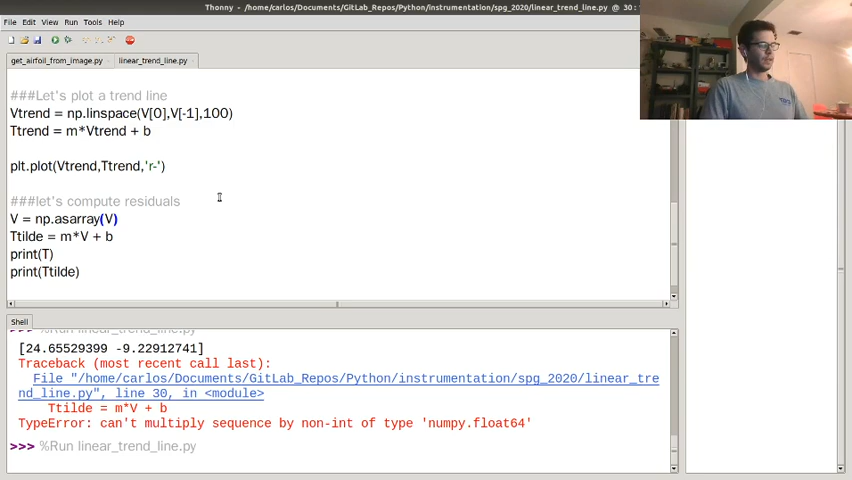 Thonny - /home/carlos/Documents/GitLab_Repos/Python/instrumentation/spg_2020/linear_trend_line.py @ 30:
File Edit View Run Tools Help
get_airfoil_from_image.py linear_trend_line.py
###Let's plot a trend line
Vtrend = np.linspace(V[0],V[-1],100)
Ttrend = m*Vtrend + b
plt.plot(Vtrend,Ttrend,'r-')
###let's compute residuals
V = np.asarray(V)
Ttilde = m*V + b
print(T)
print(Ttilde)
Shell
>>> %Run linear_trend_line.py
[24.65529399 -9.22912741]
Traceback (most recent call last):
File "/home/carlos/Documents/GitLab_Repos/Python/instrumentation/spg_2020/linear_tre
nd_line.py", line 30, in <module>
Ttilde = m*V + b
TypeError: can't multiply sequence by non-int of type 'numpy.float64'
>>> %Run linear_trend_line.py